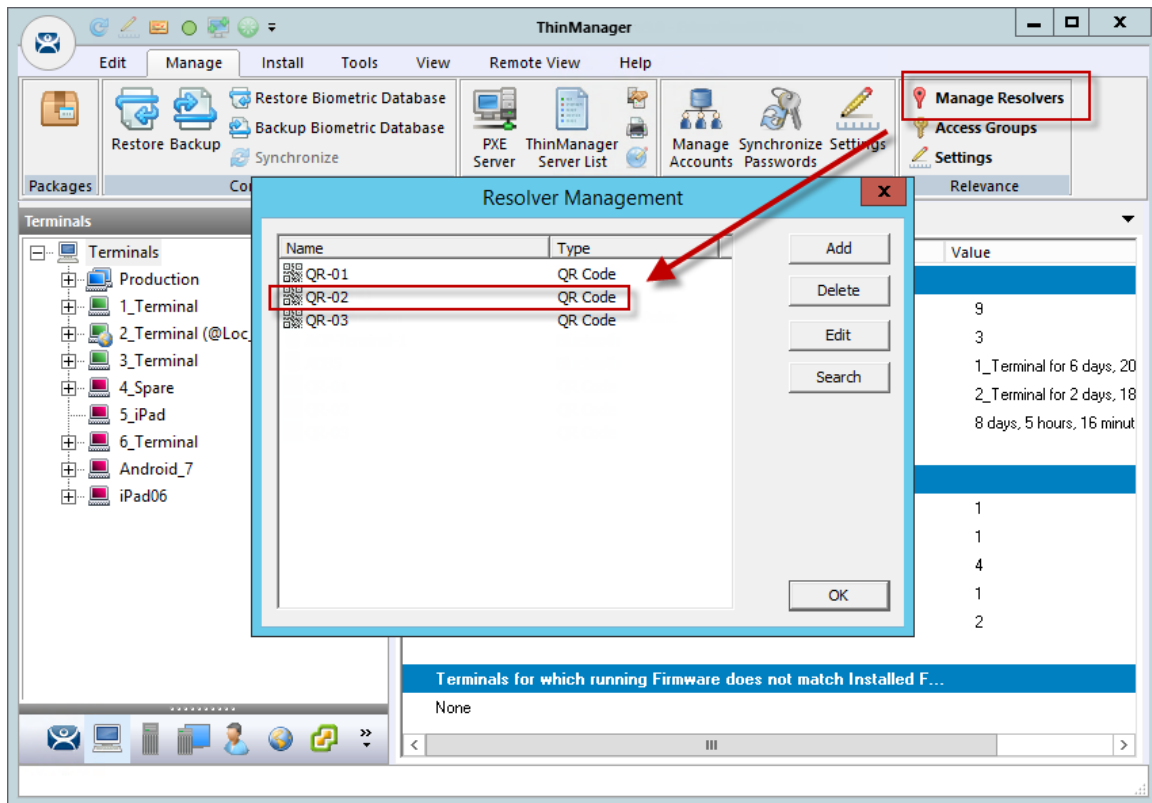 ThinManager
Edit Manage Install Tools View Remote View Help
Restore Biometric Database
Backup Biometric Database
Synchronize
Restore Backup
PXE Server
ThinManager Server List
Manage Accounts
Synchronize Passwords
Settings
Manage Resolvers
Access Groups
Settings
Packages
Co
Relevance
Terminals
Terminals
Production
1_Terminal
2_Terminal (@Loc_
3_Terminal
4_Spare
5_iPad
6_Terminal
Android_7
iPad06
Resolver Management
Name Type
QR-01 QR Code
QR-02 QR Code
QR-03 QR Code
Add
Delete
Edit
Search
OK
Value
9
3
1_Terminal for 6 days, 20
2_Terminal for 2 days, 18
8 days, 5 hours, 16 minut
1
1
4
1
2
Terminals for which running Firmware does not match Installed F...
None